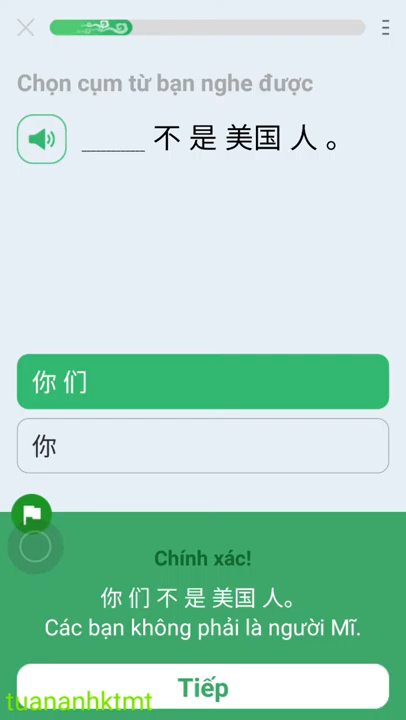 Chọn cụm từ bạn nghe được
________ 不 是 美国 人 。
你 们
你
Chính xác!
你 们 不 是 美国 人。
Các bạn không phải là người Mĩ.
Tiếp
tuananhktmt